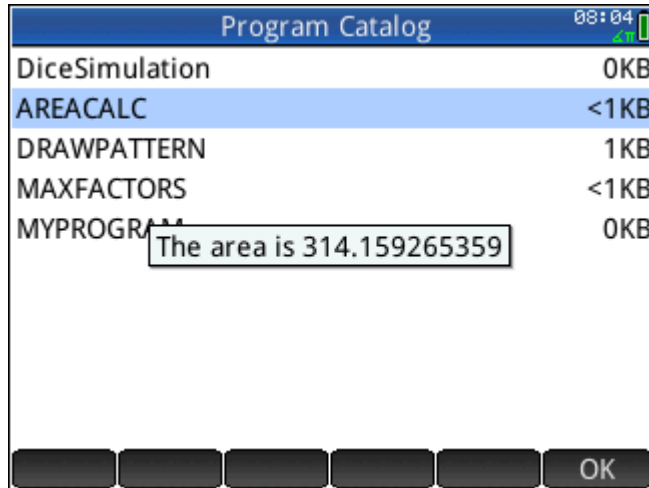 Program Catalog 08:04
∠π
DiceSimulation 0KB
AREACALC <1KB
DRAWPATTERN 1KB
MAXFACTORS <1KB
MYPROGRAM 0KB
The area is 314.159265359
OK